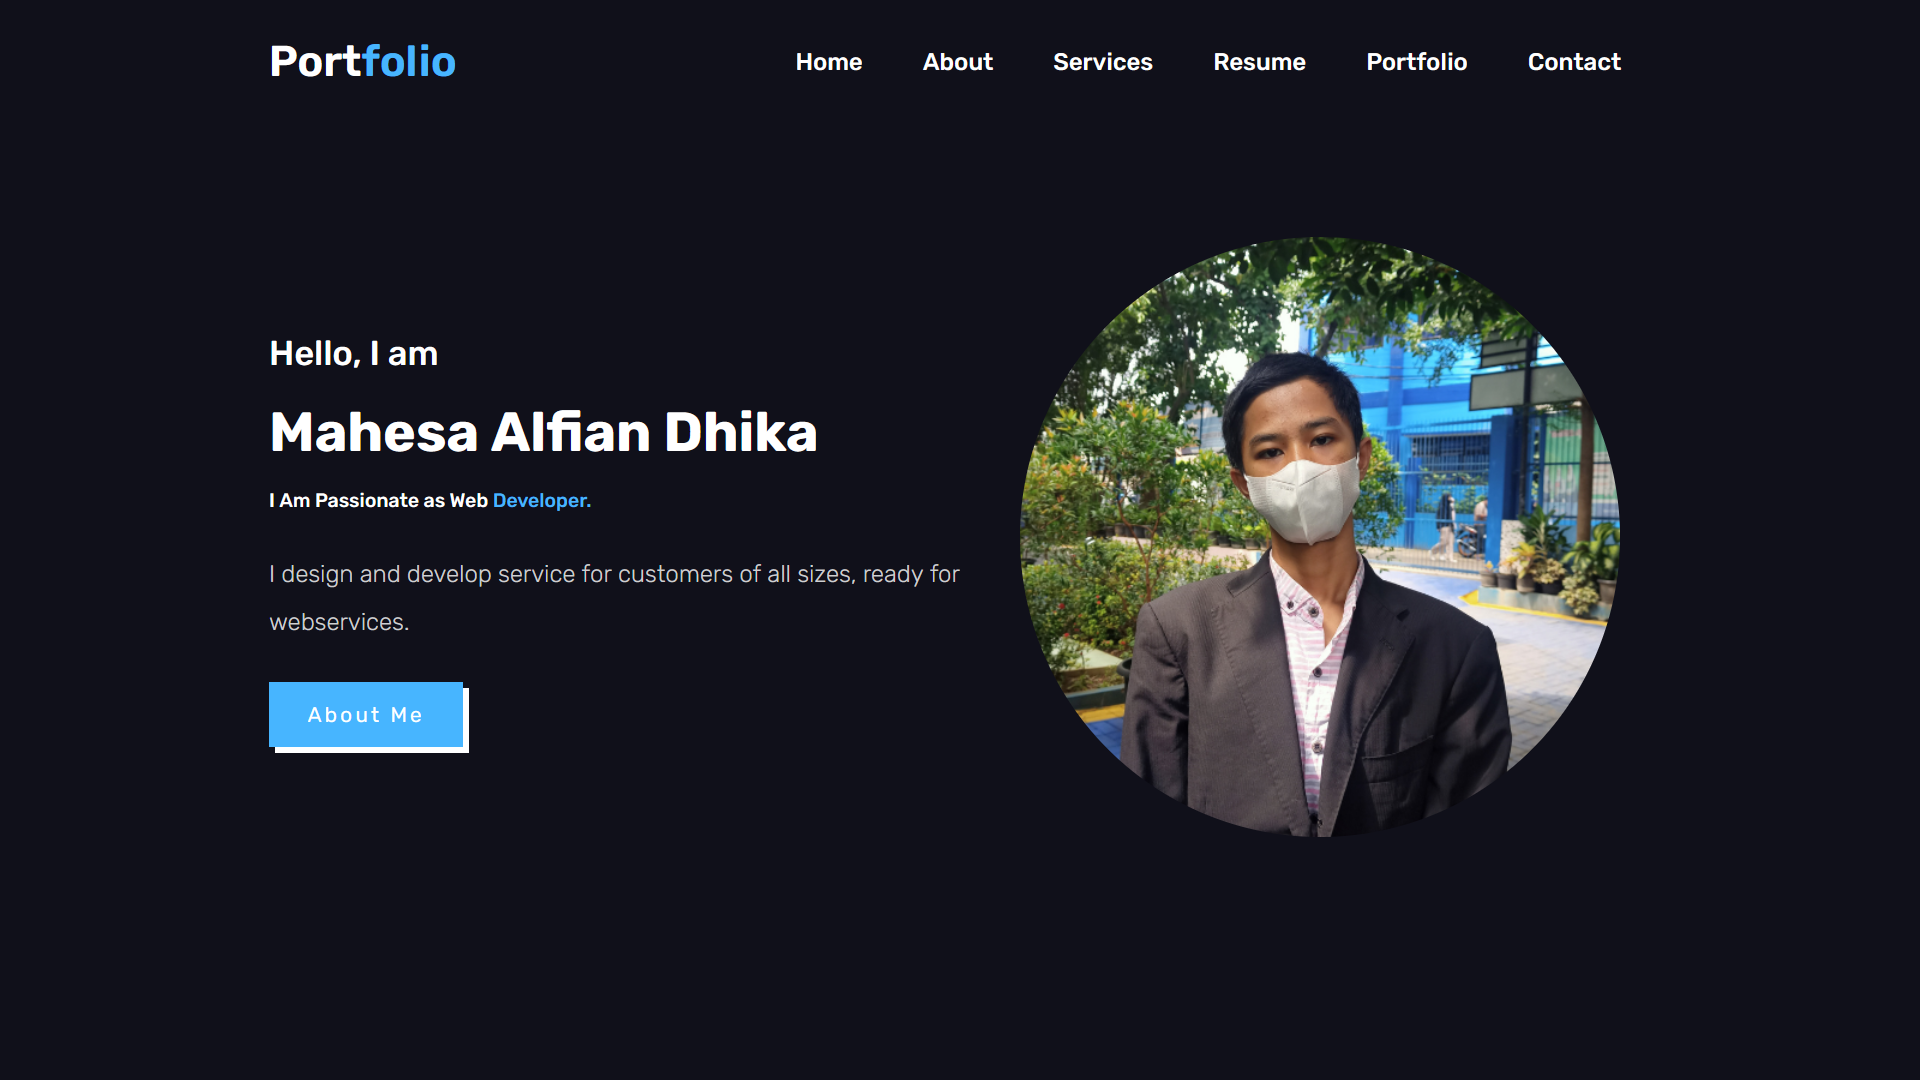 Portfolio
Home About Services Resume Portfolio Contact
Hello, I am
Mahesa Alfian Dhika
I Am Passionate as Web Developer.
I design and develop service for customers of all sizes, ready for
webservices.
About Me